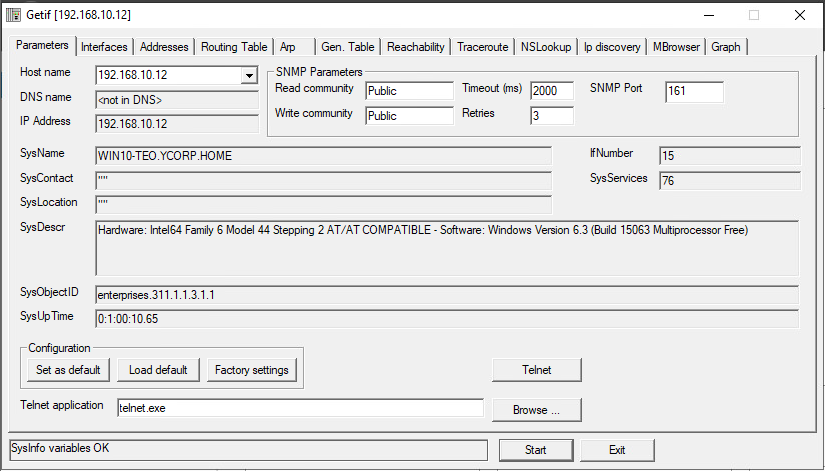 Getif [192.168.10.12]
Parameters Interfaces Addresses Routing Table Arp Gen. Table Reachability Traceroute NSLookup Ip discovery MBrowser Graph
Host name 192.168.10.12
DNS name <not in DNS>
IP Address 192.168.10.12
SNMP Parameters
Read community Public Timeout (ms) 2000 SNMP Port 161
Write community Public Retries 3
SysName WIN10-TEO.YCORP.HOME IfNumber 15
SysContact "" SysServices 76
SysLocation ""
SysDescr Hardware: Intel64 Family 6 Model 44 Stepping 2 AT/AT COMPATIBLE - Software: Windows Version 6.3 (Build 15063 Multiprocessor Free)
SysObjectID enterprises.311.1.1.3.1.1
SysUpTime 0:1:00:10.65
Configuration
Set as default Load default Factory settings Telnet
Telnet application telnet.exe Browse ...
SysInfo variables OK Start Exit